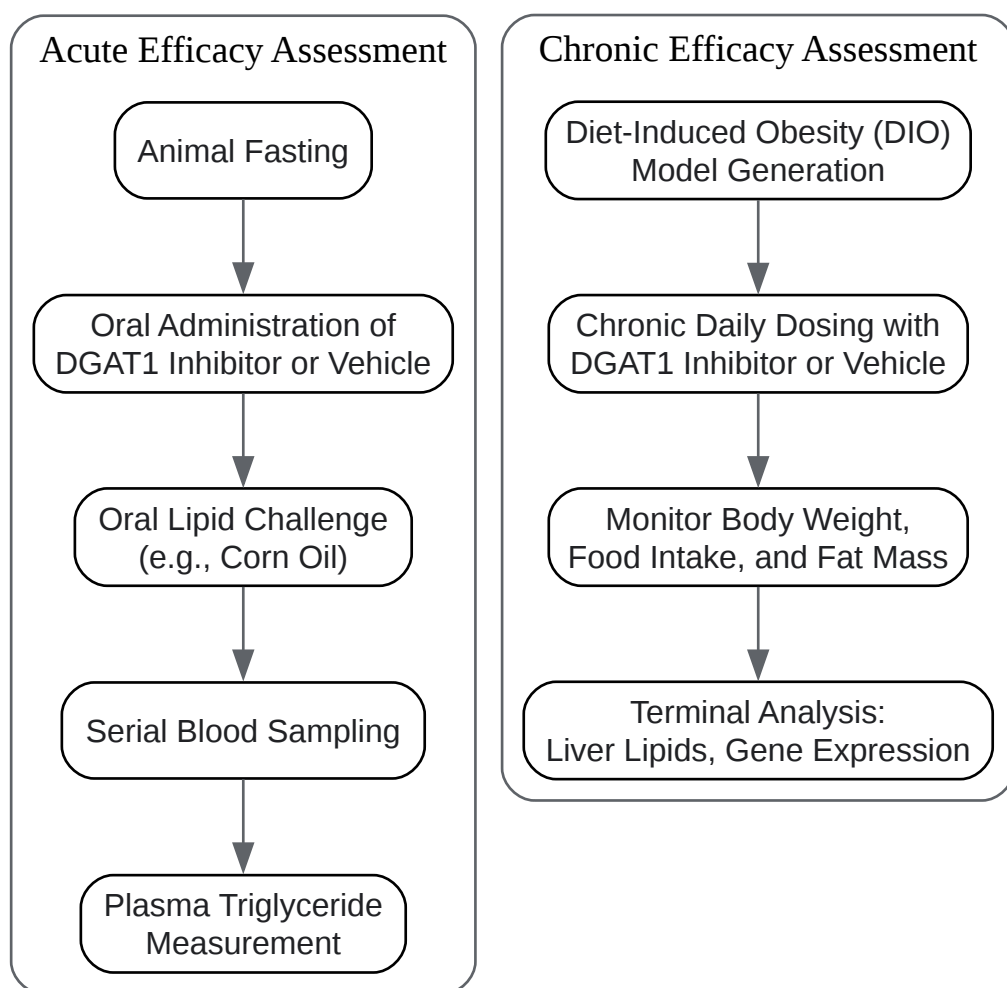 Acute Efficacy Assessment
Animal Fasting
Oral Administration of
DGAT1 Inhibitor or Vehicle
Oral Lipid Challenge
(e.g., Corn Oil)
Serial Blood Sampling
Plasma Triglyceride
Measurement
Chronic Efficacy Assessment
Diet-Induced Obesity (DIO)
Model Generation
Chronic Daily Dosing with
DGAT1 Inhibitor or Vehicle
Monitor Body Weight,
Food Intake, and Fat Mass
Terminal Analysis:
Liver Lipids, Gene Expression